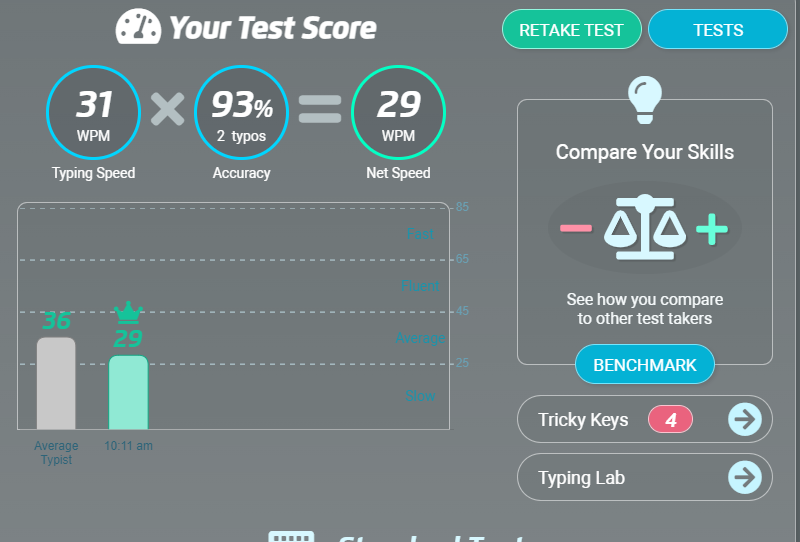 Your Test Score
RETAKE TEST
TESTS
31
WPM
Typing Speed
93%
2 typos
Accuracy
29
WPM
Net Speed
85
Fast
65
Fluent
45
Average
25
Slow
36
29
Average
Typist
10:11 am
Compare Your Skills
See how you compare
to other test takers
BENCHMARK
Tricky Keys 4
Typing Lab